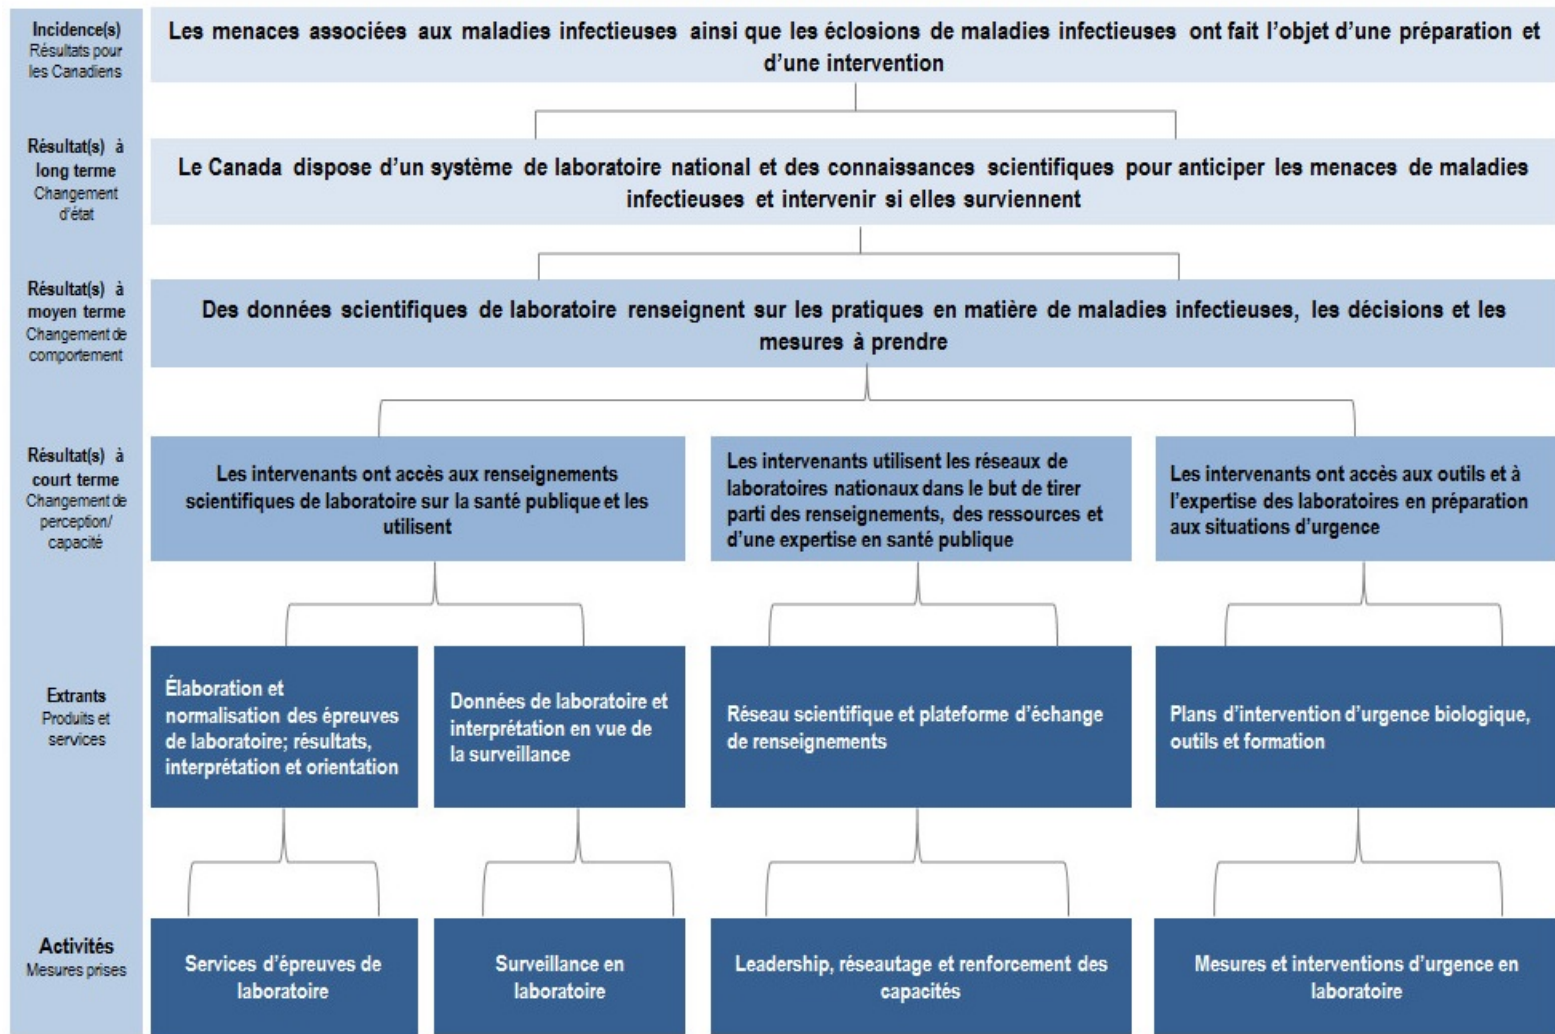 Incidence(s)
Résultats pour
les Canadiens
Les menaces associées aux maladies infectieuses ainsi que les éclosions de maladies infectieuses ont fait l’objet d’une préparation et
d’une intervention
Résultat(s) à
long terme
Changement
d’état
Le Canada dispose d’un système de laboratoire national et des connaissances scientifiques pour anticiper les menaces de maladies
infectieuses et intervenir si elles surviennent
Résultat(s) à
moyen terme
Changement de
comportement
Des données scientifiques de laboratoire renseignent sur les pratiques en matière de maladies infectieuses, les décisions et les
mesures à prendre
Résultat(s) à
court terme
Changement de
perception/
capacité
Les intervenants ont accès aux renseignements
scientifiques de laboratoire sur la santé publique et les
utilisent
Les intervenants utilisent les réseaux de
laboratoires nationaux dans le but de tirer
parti des renseignements, des ressources et
d’une expertise en santé publique
Les intervenants ont accès aux outils et à
l’expertise des laboratoires en préparation
aux situations d’urgence
Extrants
Produits et
services
Élaboration et
normalisation des épreuves
de laboratoire; résultats,
interprétation et orientation
Données de laboratoire et
interprétation en vue de
la surveillance
Réseau scientifique et plateforme d’échange
de renseignements
Plans d’intervention d’urgence biologique,
outils et formation
Activités
Mesures prises
Services d’épreuves de
laboratoire
Surveillance en
laboratoire
Leadership, réseautage et renforcement des
capacités
Mesures et interventions d’urgence en
laboratoire